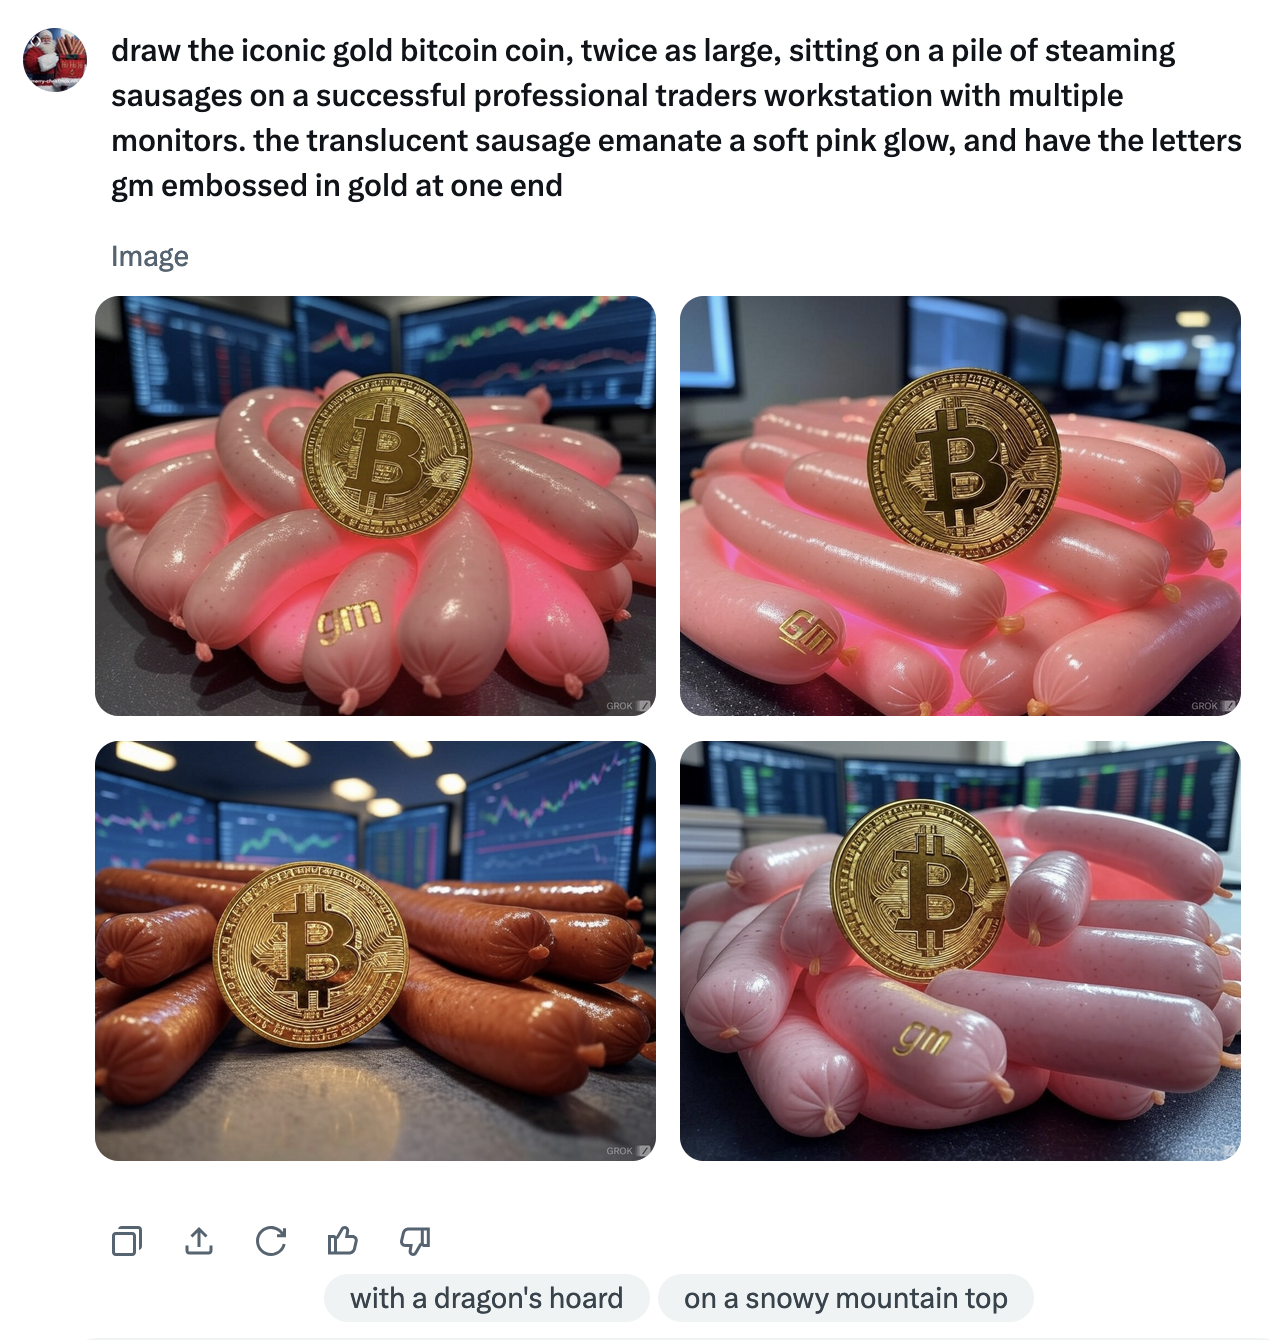 draw the iconic gold bitcoin coin, twice as large, sitting on a pile of steaming
sausages on a successful professional traders workstation with multiple
monitors. the translucent sausage emanate a soft pink glow, and have the letters
gm embossed in gold at one end
Image
gm
GROK
Gm
GROK
GROK
gm
with a dragon's hoard
on a snowy mountain top